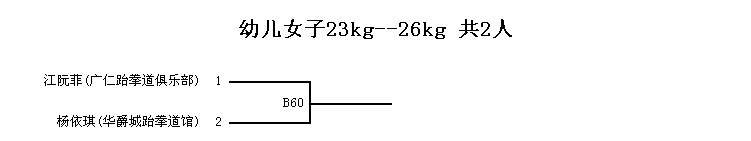 幼儿女子23kg--26kg 共2人
江阮菲(广仁跆拳道俱乐部) 1
B60
杨依琪(华爵城跆拳道馆) 2